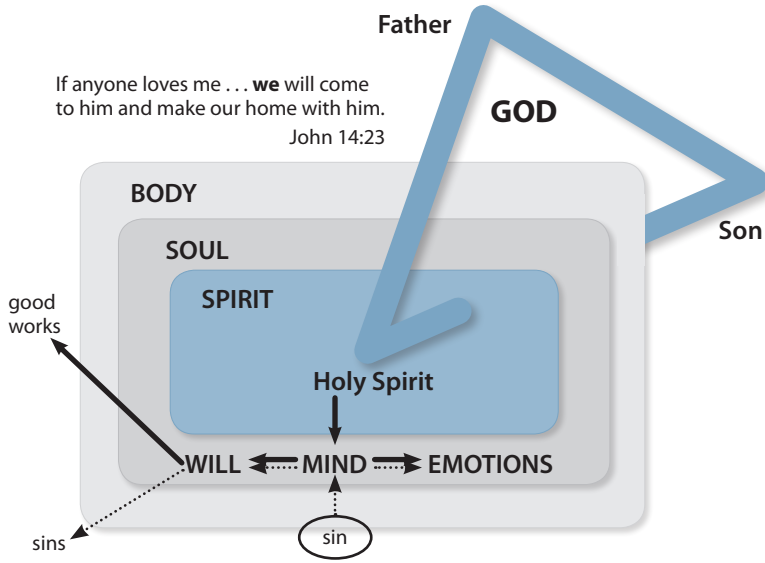 Father
If anyone loves me . . . we will come
to him and make our home with him.
John 14:23
GOD
BODY
Son
SOUL
SPIRIT
good
works
Holy Spirit
WILL MIND EMOTIONS
sins
sin